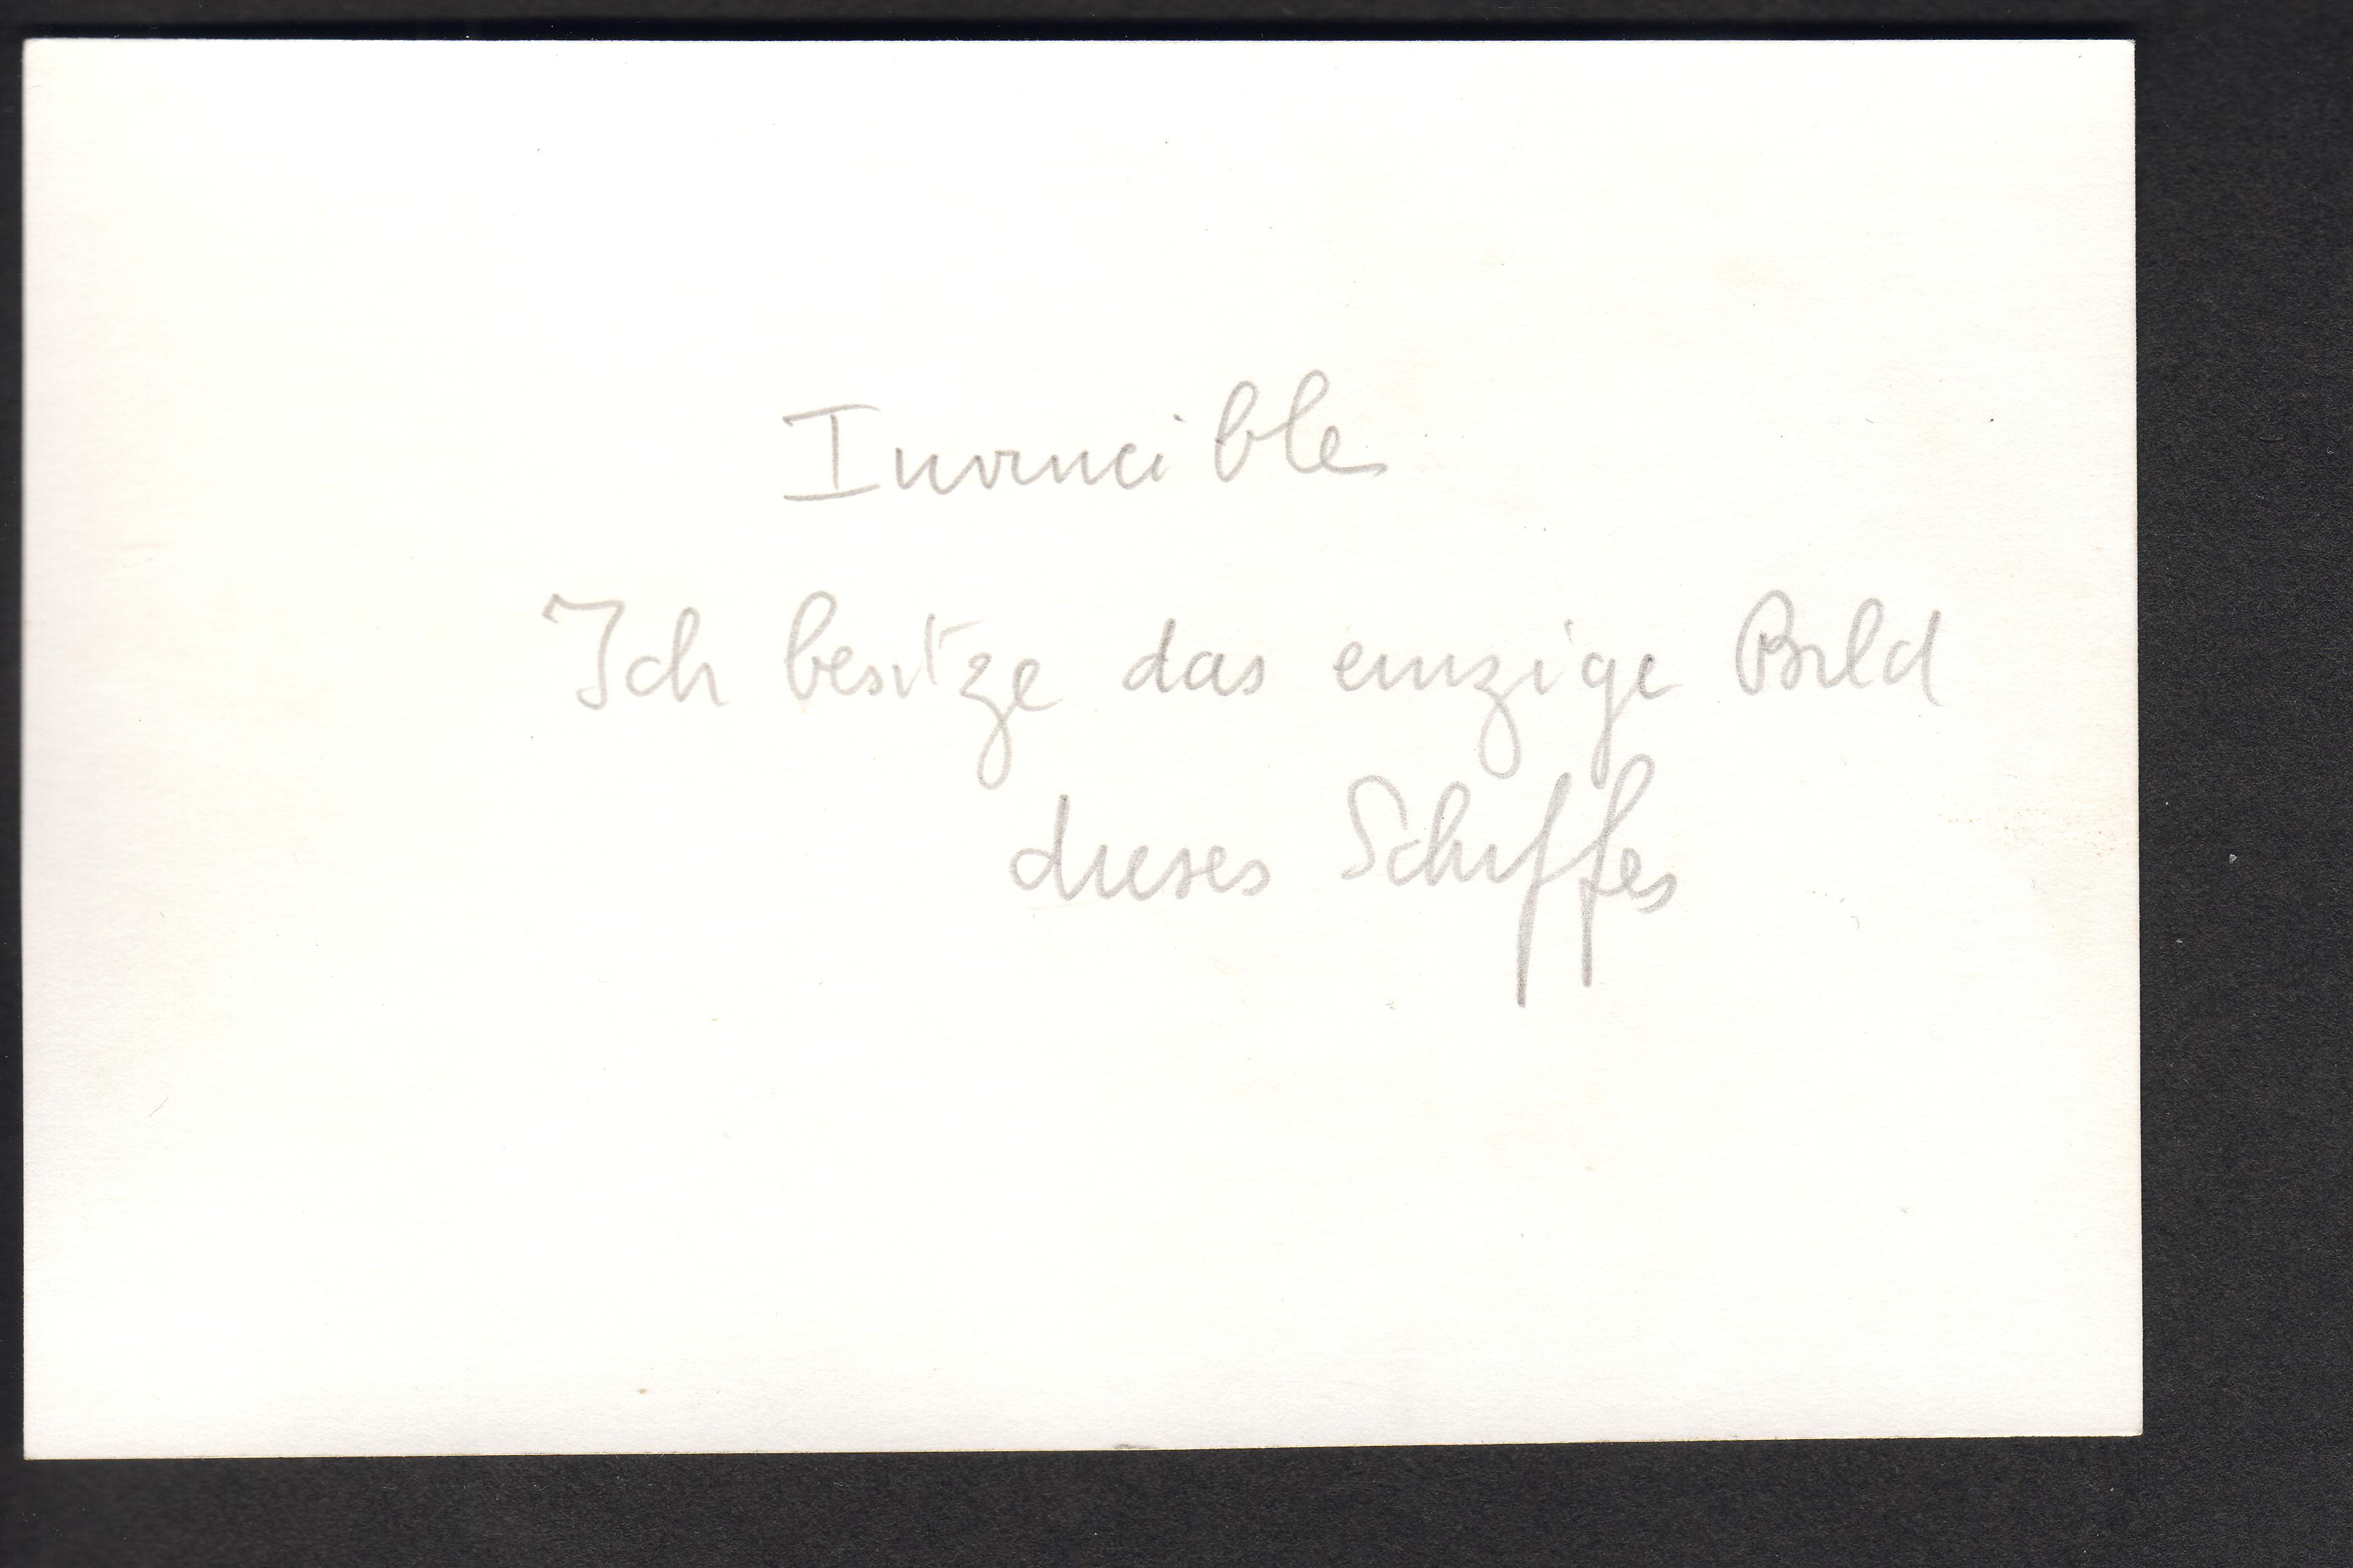 Invincible
Ich besitze das einzige Bild
dieses Schiffes